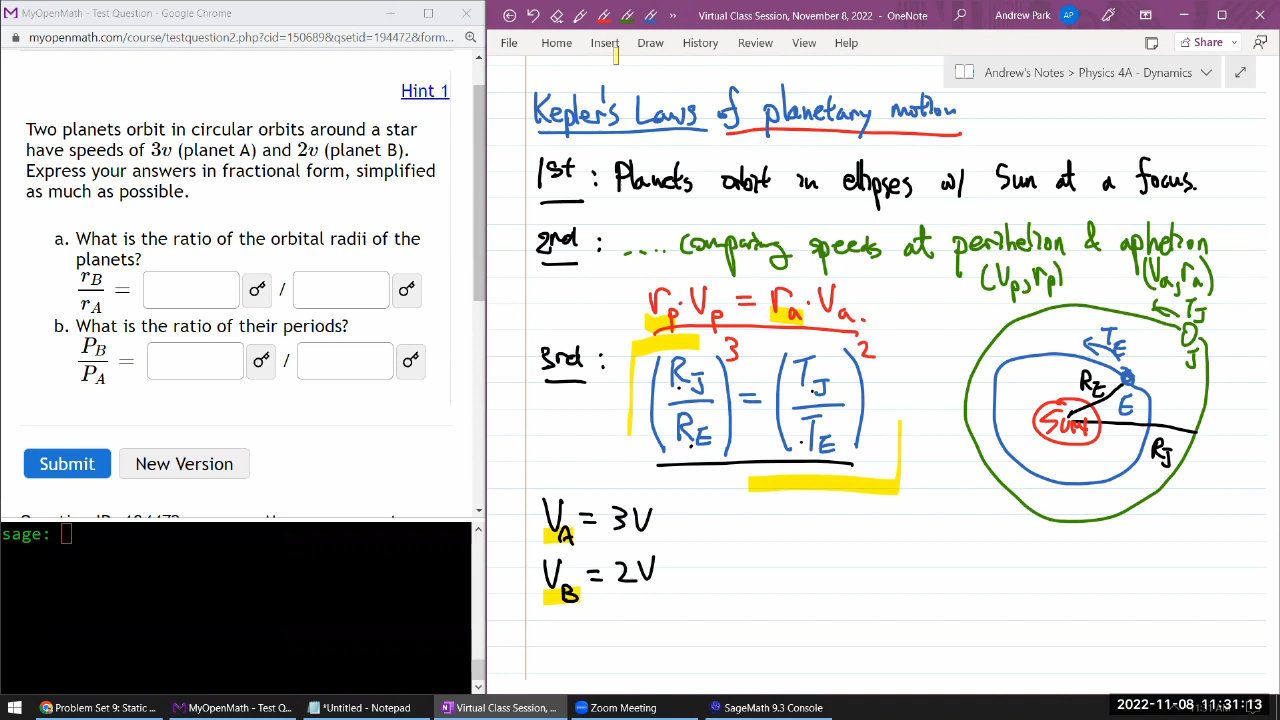 MyOpenMath - Test Question - Google Chrome
myopenmath.com/course/testquestion2.php?cid=150689&qsetid=194472&form...
Hint 1
Two planets orbit in circular orbits around a star
have speeds of 3v (planet A) and 2v (planet B).
Express your answers in fractional form, simplified
as much as possible.
a. What is the ratio of the orbital radii of the
planets?
r_B / r_A = /
b. What is the ratio of their periods?
P_B / P_A = /
Submit New Version
sage:
Virtual Class Session, November 8, 2022 - OneNote
Andrew Park AP
File Home Insert Draw History Review View Help Share
Andrew's Notes > Physics 4A - Dynamics
Kepler's Laws of planetary motion
1st : Planets orbit in ellipses w/ Sun at a focus.
2nd : .... comparing speeds at perihelion & aphelion
(V_p, r_p) (V_a, r_a)
r_p · V_p = r_a · V_a.
3rd : (R_J / R_E)^3 = (T_J / T_E)^2
T_J
J
T_E
R_E
E
Sun
R_J
V_A = 3V
V_B = 2V
Problem Set 9: Static ... MyOpenMath - Test Q... *Untitled - Notepad Virtual Class Session... Zoom Meeting SageMath 9.3 Console
2022-11-08 11:31:13